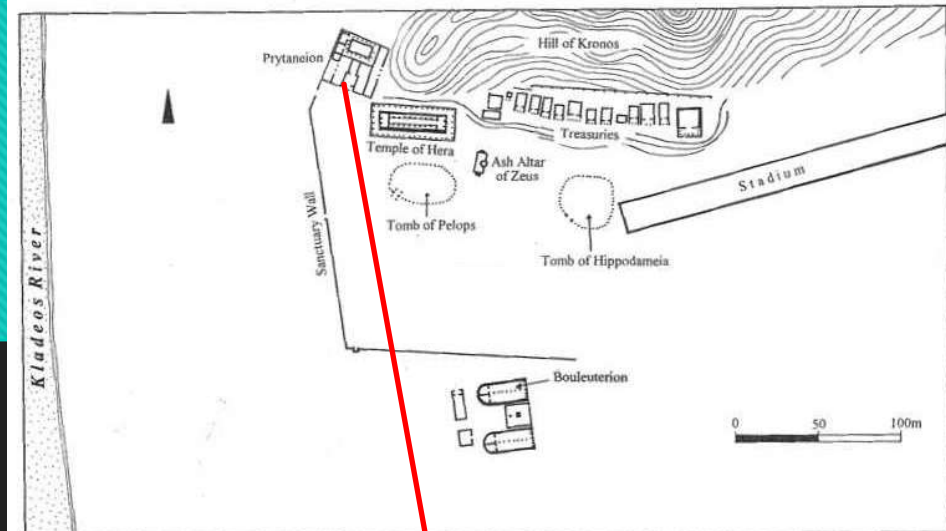 Hill of Kronos
Prytaneion
Treasuries
Temple of Hera
Ash Altar
of Zeus
Stadium
Tomb of Pelops
Sanctuary Wall
Tomb of Hippodameia
Kladeos River
Bouleuterion
0 50 100m